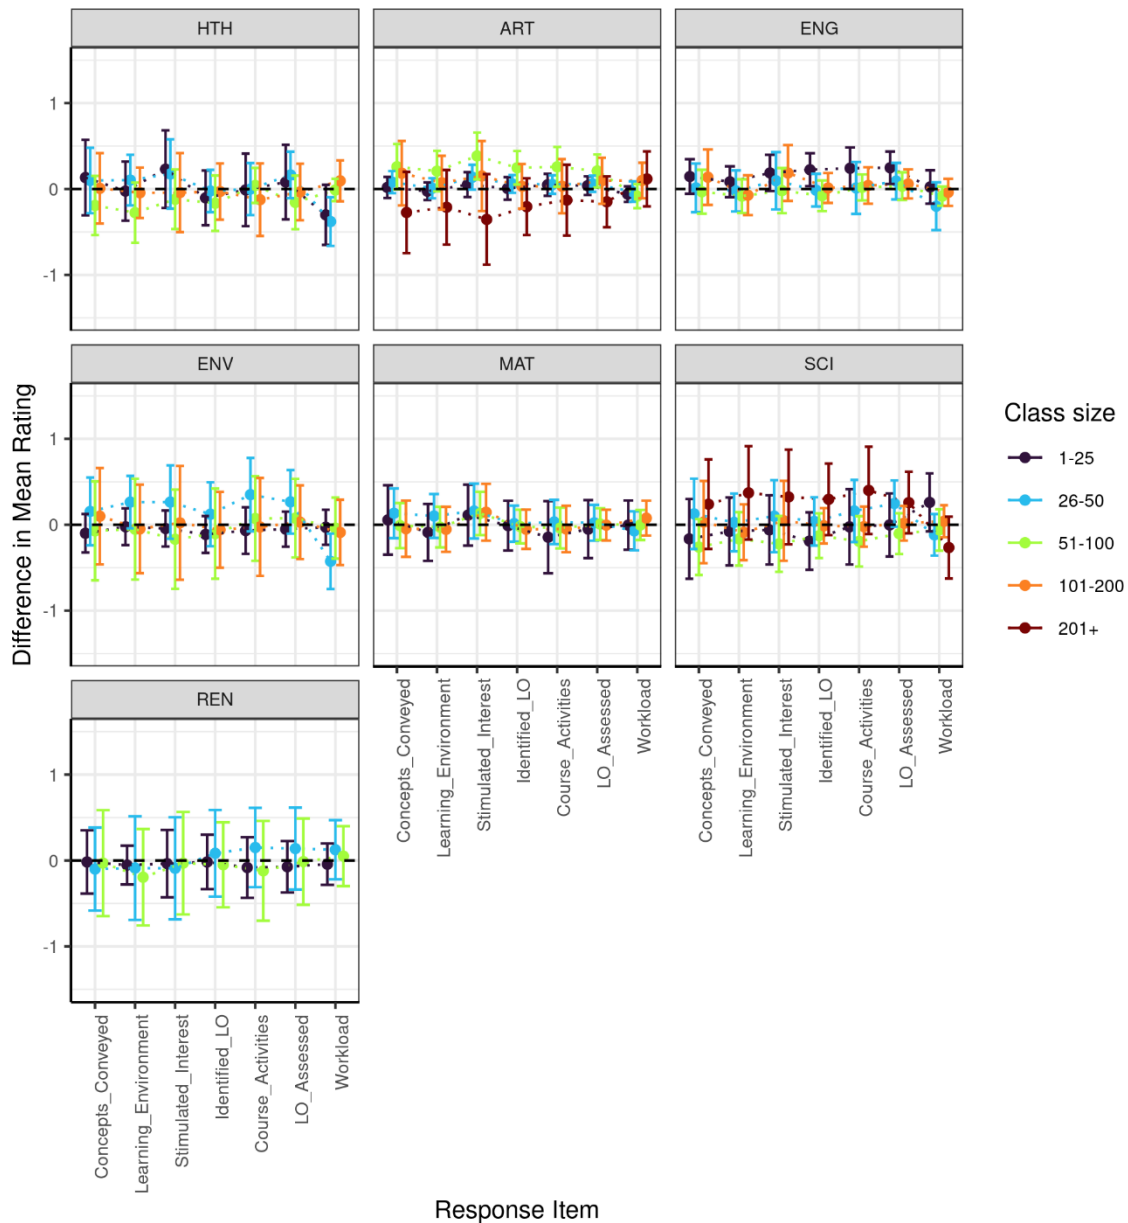 HTH ART ENG
1
0
-1
ENV MAT SCI
1
0
-1
REN
1
0
-1
Difference in Mean Rating
Concepts_Conveyed
Learning_Environment
Stimulated_Interest
Identified_LO
Course_Activities
LO_Assessed
Workload
Concepts_Conveyed
Learning_Environment
Stimulated_Interest
Identified_LO
Course_Activities
LO_Assessed
Workload
Concepts_Conveyed
Learning_Environment
Stimulated_Interest
Identified_LO
Course_Activities
LO_Assessed
Workload
Response Item
Class size
1-25
26-50
51-100
101-200
201+